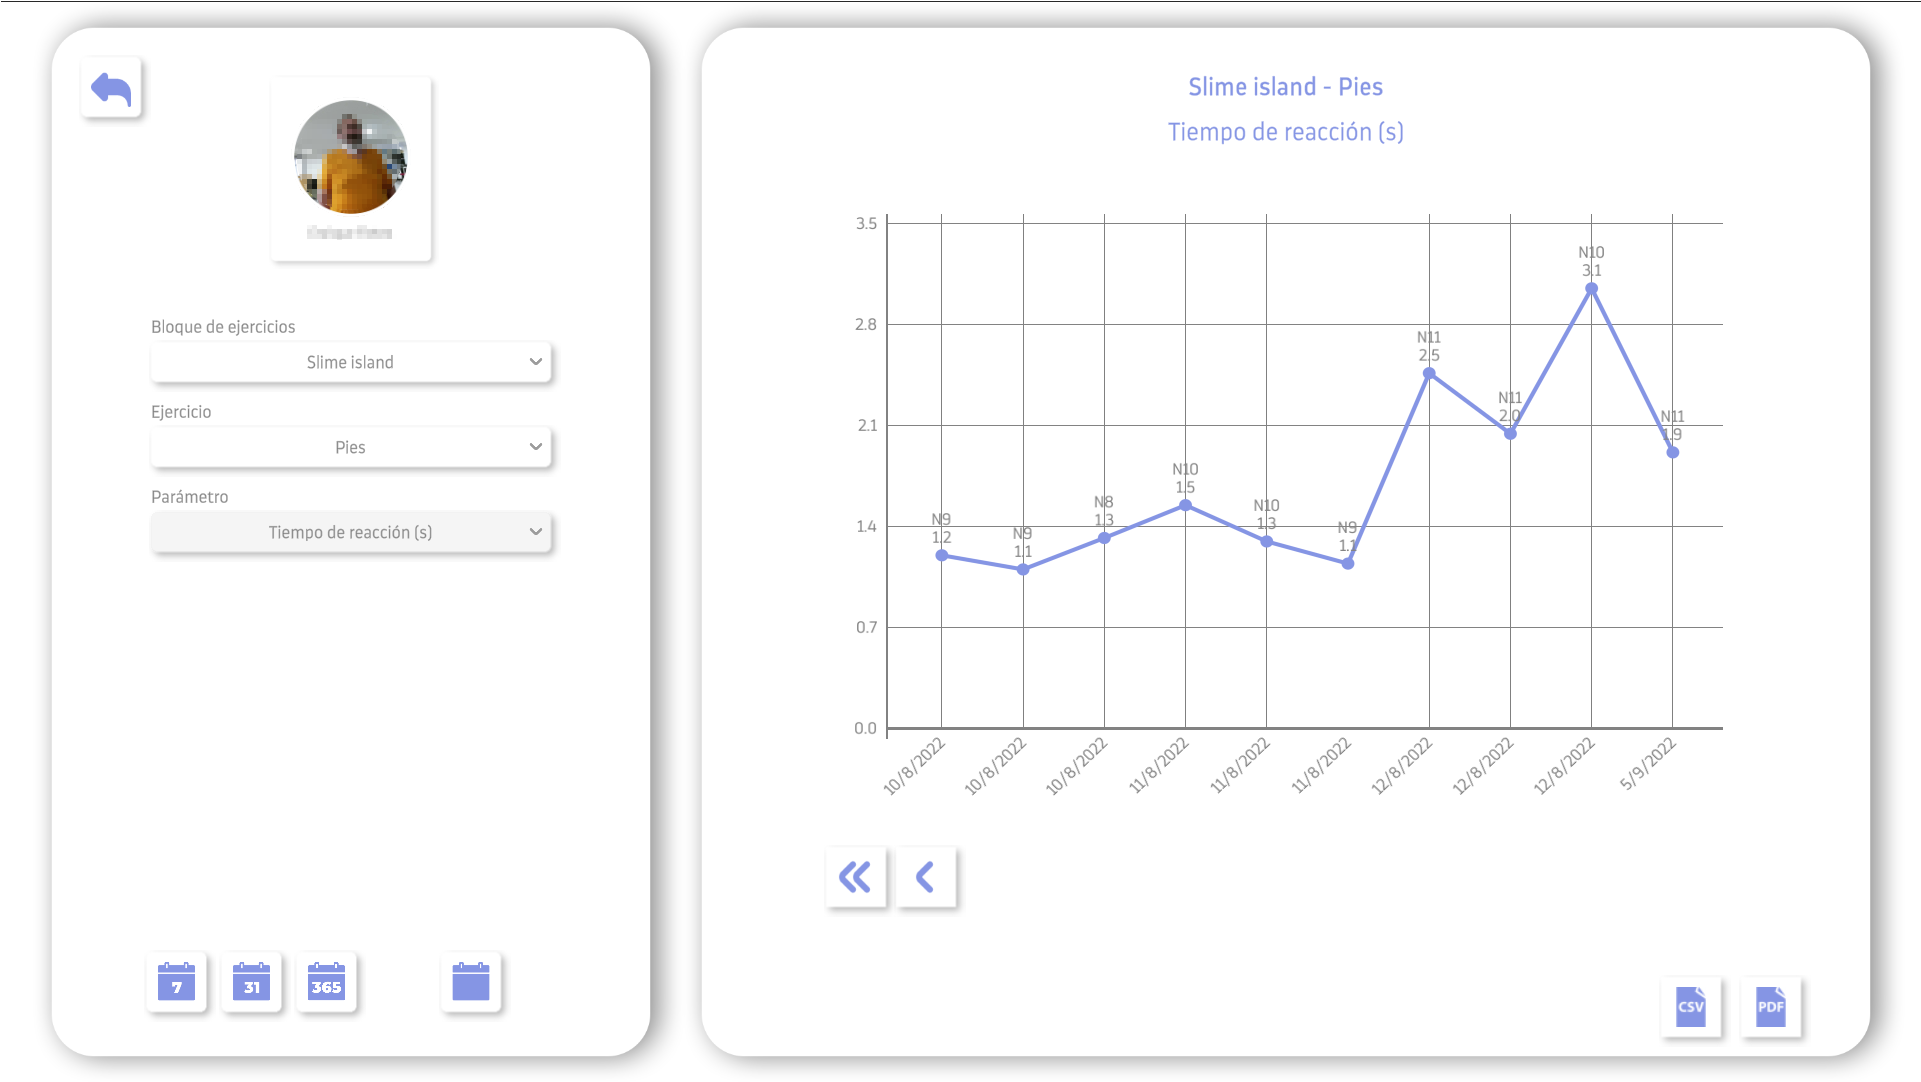 Bloque de ejercicios
Slime island
Ejercicio
Pies
Parámetro
Tiempo de reacción (s)
7
31
365
Slime island - Pies
Tiempo de reacción (s)
3.5
2.8
2.1
1.4
0.7
0.0
N9
1.2
N9
1.1
N8
1.3
N10
1.5
N10
1.3
N9
1.1
N11
2.5
N11
2.0
N10
3.1
N11
1.9
10/8/2022
10/8/2022
10/8/2022
11/8/2022
11/8/2022
11/8/2022
12/8/2022
12/8/2022
12/8/2022
5/9/2022
CSV
PDF